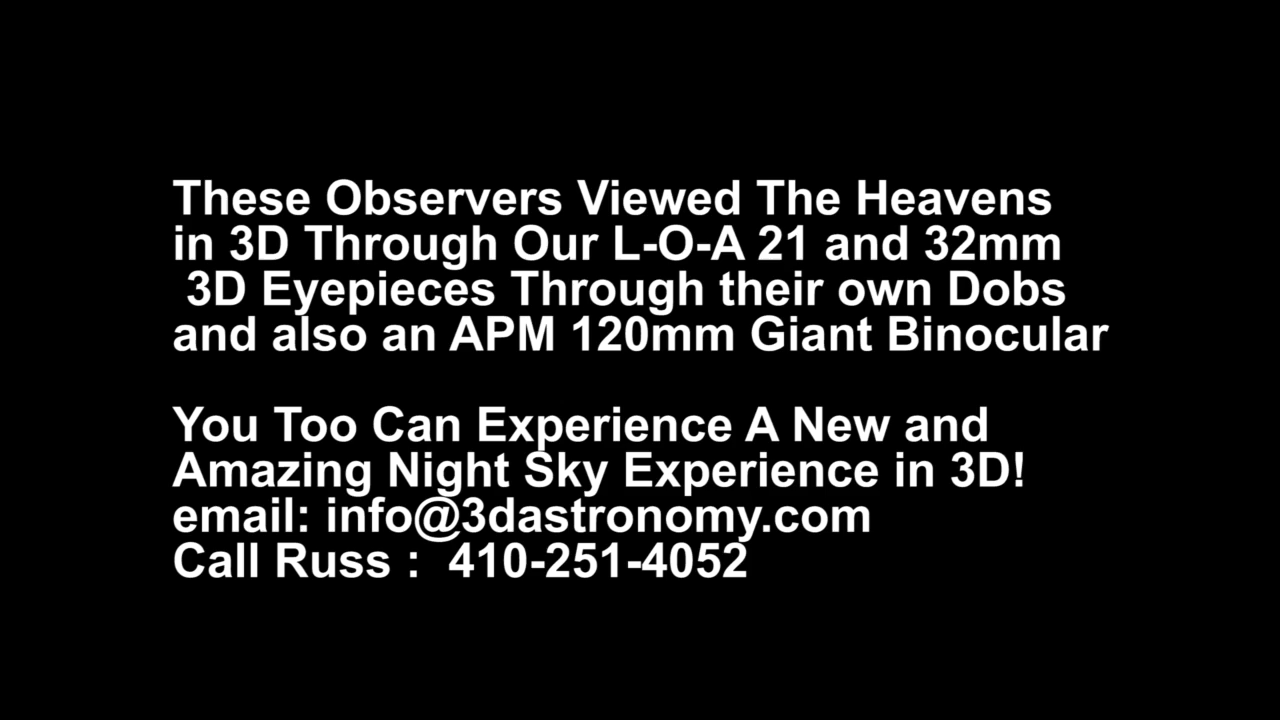 These Observers Viewed The Heavens
in 3D Through Our L-O-A 21 and 32mm
3D Eyepieces Through their own Dobs
and also an APM 120mm Giant Binocular
You Too Can Experience A New and
Amazing Night Sky Experience in 3D!
email: info@3dastronomy.com
Call Russ :  410-251-4052